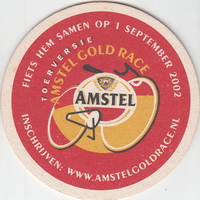 FIETS HEM SAMEN OP 1 SEPTEMBER 2002
TOERVERSIE
AMSTEL GOLD RACE
AMSTEL
INSCHRIJVEN: WWW.AMSTELGOLDRACE.NL